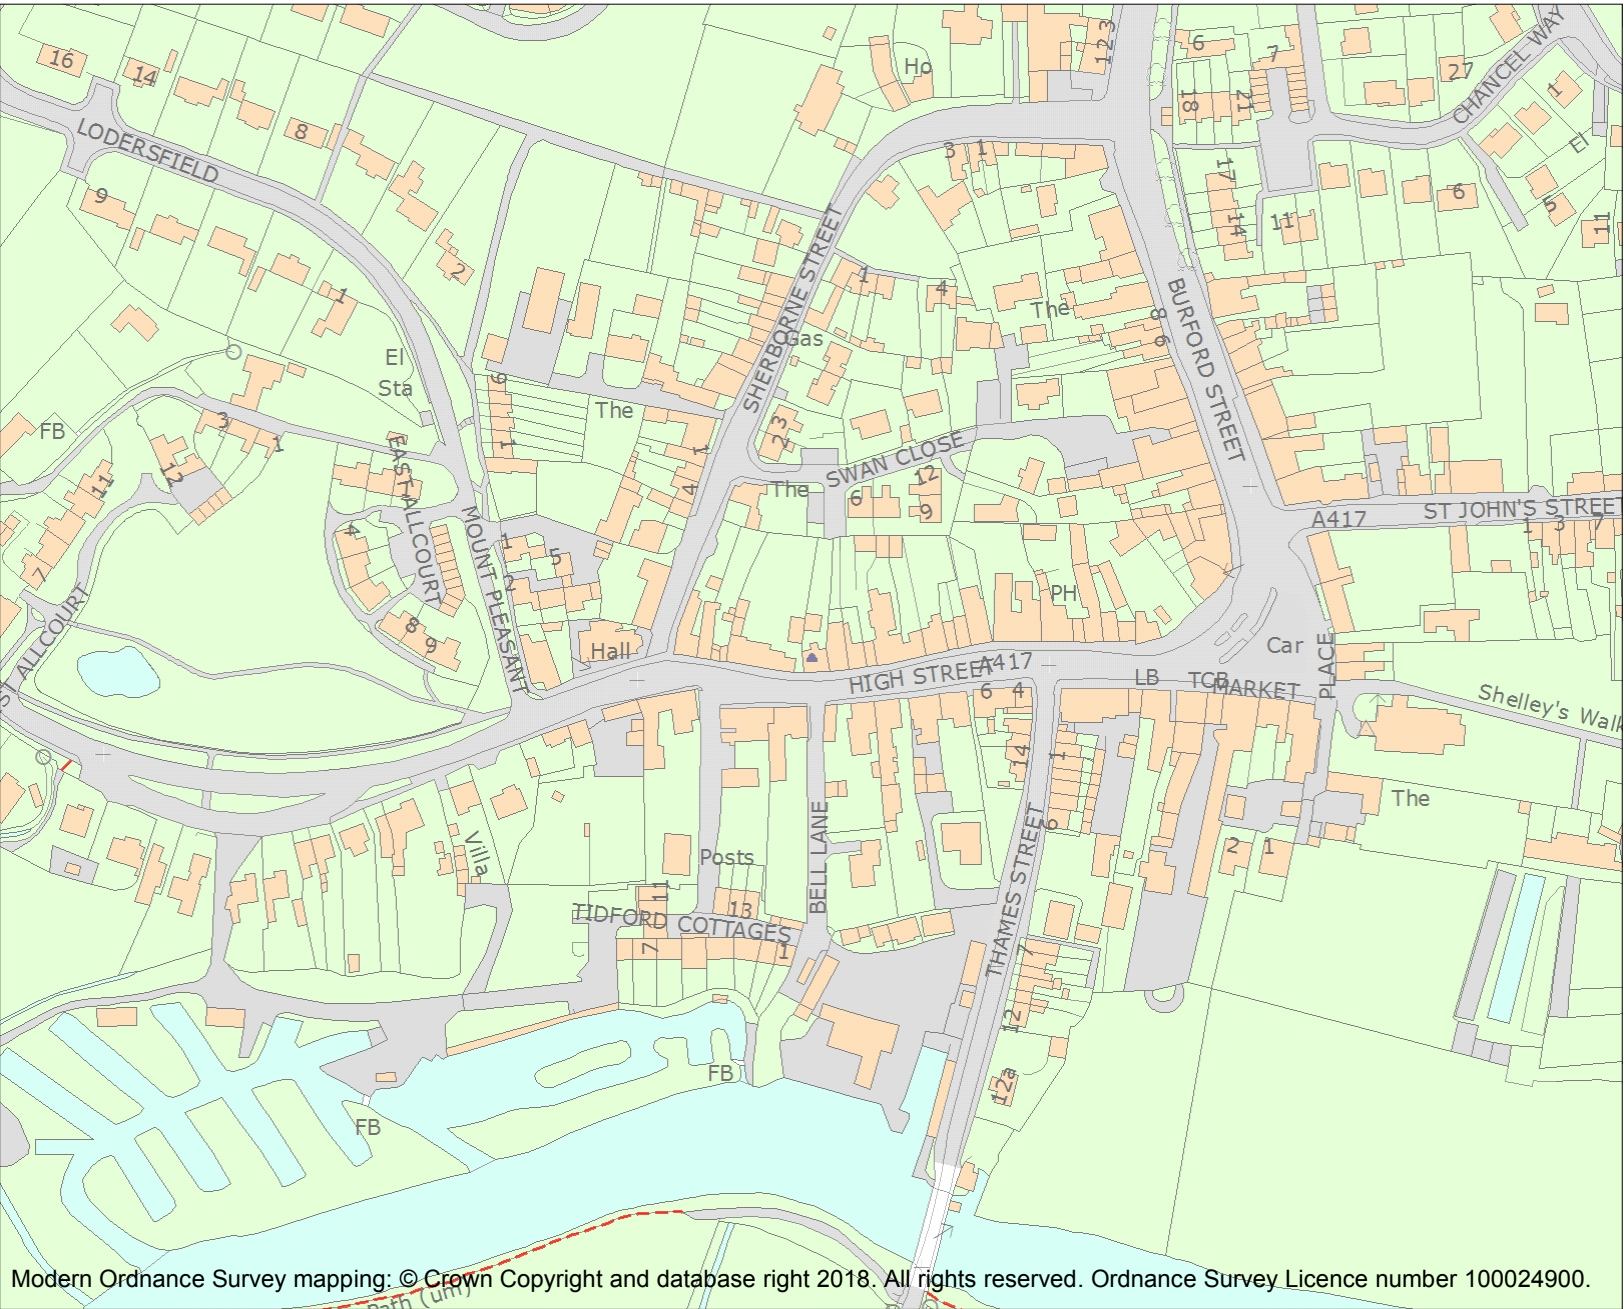 16
14
LODERSFIELD
8
9
2
1
Ho
1 2 3
6
7
27
CHANCEL WAY
1
18
21
El
3 1
17
14
11
6
5
11
SHERBORNE STREET
1
4
The
8
6
BURFORD STREET
Gas
El
Sta
9
The
1
FB
3
1
EAST ALLCOURT
12
11
7
2 3
1
4
SWAN CLOSE
The
6
12
9
A417
ST JOHN'S STREET
1 3 7
4
MOUNT PLEASANT
1
2
5
8
9
Hall
PH
Car
PLACE
HIGH STREET
A417
6 4
LB
TCB
MARKET
Shelley's Walk
ST ALLCOURT
14
1
6
The
Villa
BELL LANE
THAMES STREET
2 1
Posts
11
13
TIDFORD COTTAGES
7
1
7
12
12a
FB
FB
Path (um)
Modern Ordnance Survey mapping: © Crown Copyright and database right 2018. All rights reserved. Ordnance Survey Licence number 100024900.